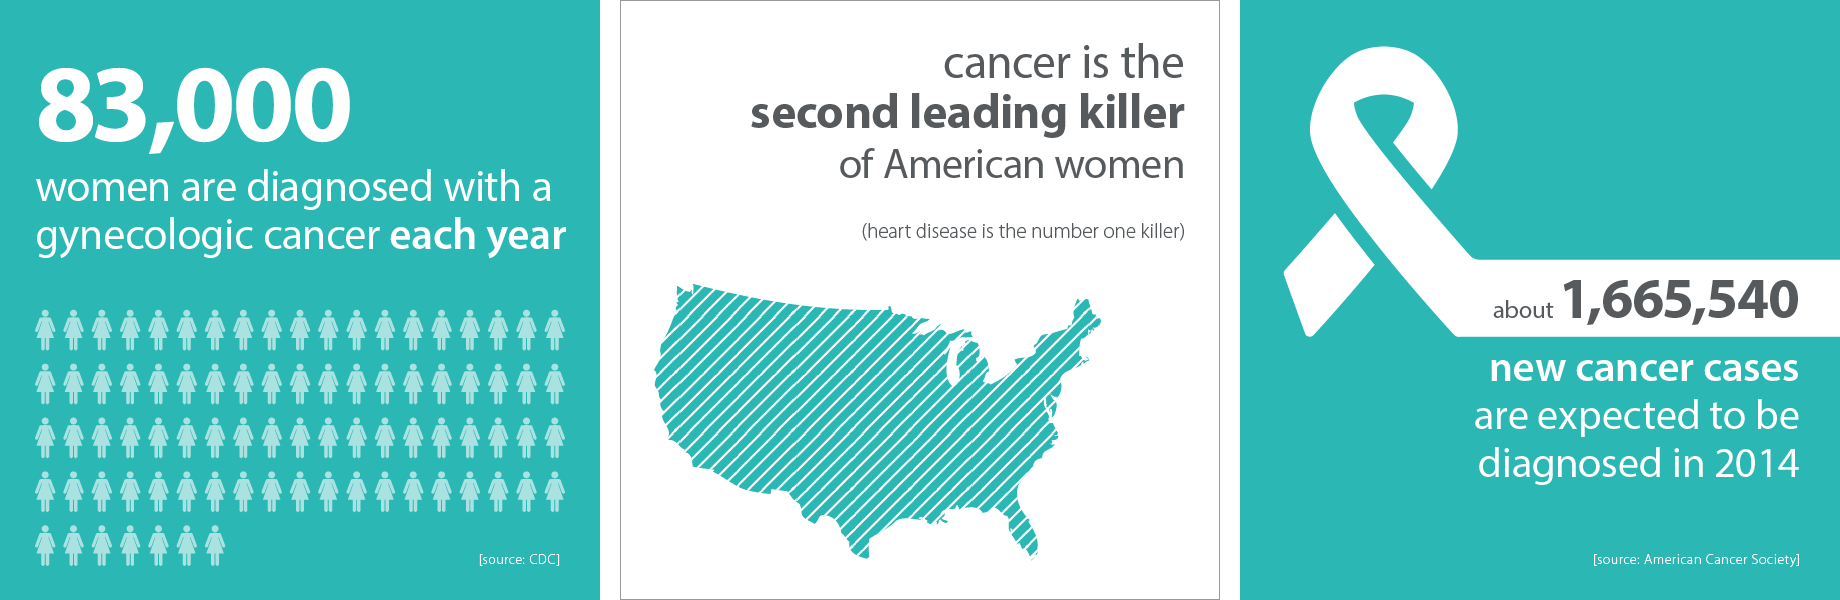 83,000
women are diagnosed with a
gynecologic cancer each year
[source: CDC]
cancer is the
second leading killer
of American women
(heart disease is the number one killer)
about 1,665,540
new cancer cases
are expected to be
diagnosed in 2014
[source: American Cancer Society]